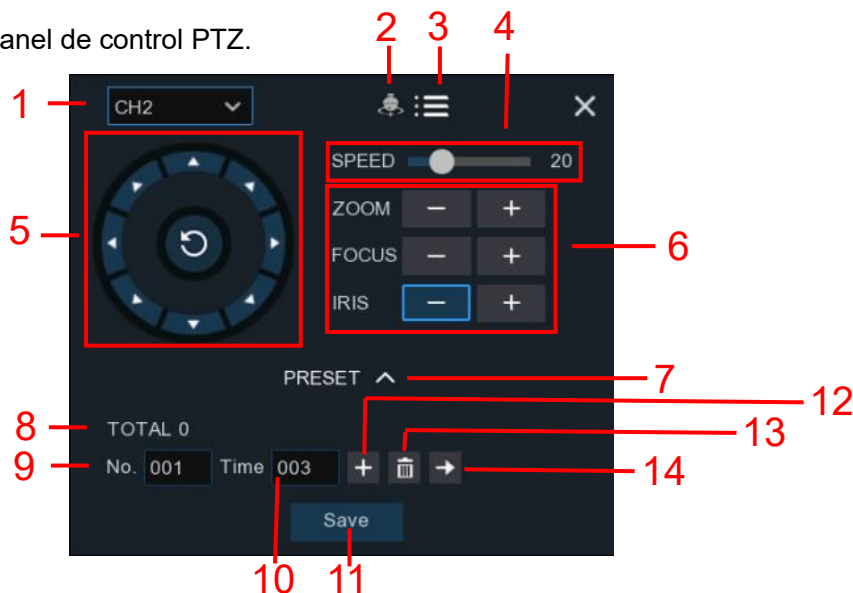 anel de control PTZ.
2 3 4
1 CH2
SPEED 20
ZOOM − +
5 FOCUS − + 6
IRIS − +
PRESET 7
12
8 TOTAL 0 13
9 No. 001 Time 003 + 14
Save
10 11